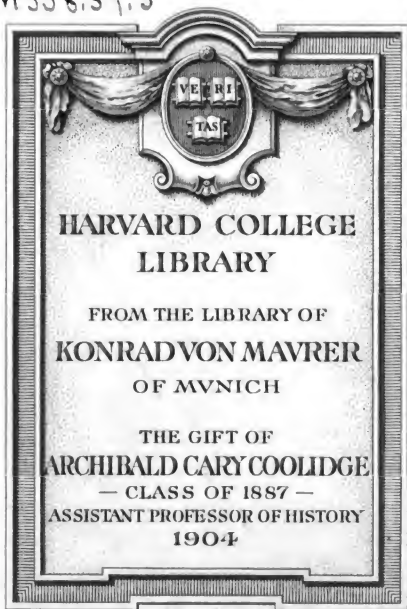 VE RI
TAS
HARVARD COLLEGE
LIBRARY
FROM THE LIBRARY OF
KONRAD VON MAVRER
OF MVNICH
THE GIFT OF
ARCHIBALD CARY COOLIDGE
— CLASS OF 1887 —
ASSISTANT PROFESSOR OF HISTORY
1904